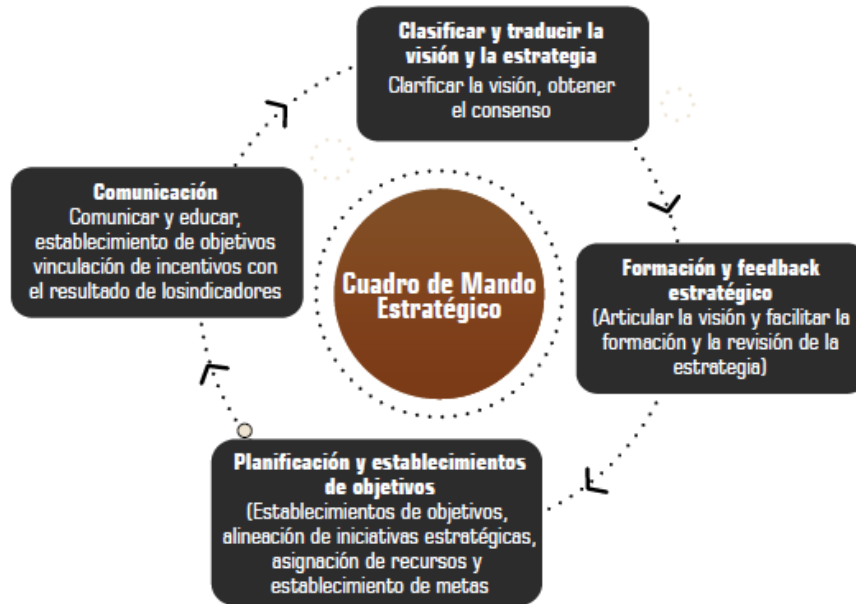 Clasificar y traducir la
visión y la estrategia
Clarificar la visión, obtener
el consenso
Comunicación
Comunicar y educar,
establecimiento de objetivos
vinculación de incentivos con
el resultado de losindicadores
Cuadro de Mando
Estratégico
Formación y feedback
estratégico
(Articular la visión y facilitar la
formación y la revisión de la
estrategia)
Planificación y establecimientos
de objetivos
(Establecimientos de objetivos,
alineación de iniciativas estratégicas,
asignación de recursos y
establecimiento de metas